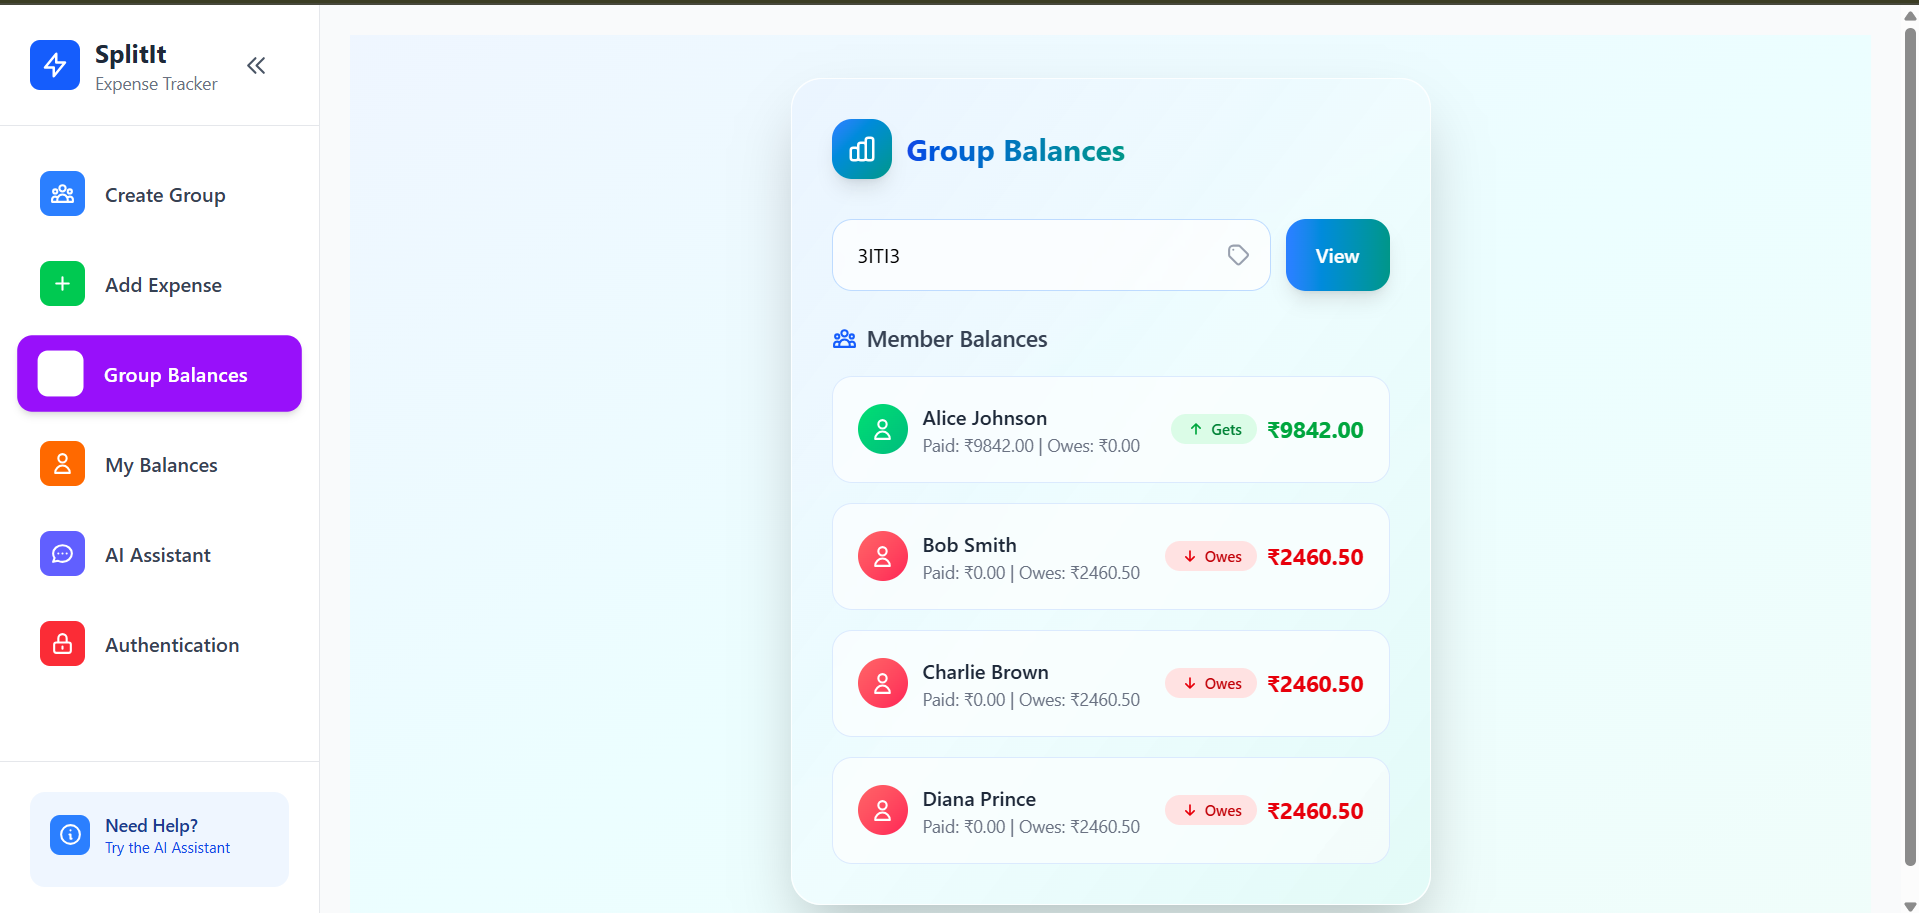 SplitIt
Expense Tracker
Create Group
Add Expense
Group Balances
My Balances
AI Assistant
Authentication
Need Help?
Try the AI Assistant
Group Balances
3ITI3
View
Member Balances
Alice Johnson
Paid: ₹9842.00 | Owes: ₹0.00
Gets ₹9842.00
Bob Smith
Paid: ₹0.00 | Owes: ₹2460.50
Owes ₹2460.50
Charlie Brown
Paid: ₹0.00 | Owes: ₹2460.50
Owes ₹2460.50
Diana Prince
Paid: ₹0.00 | Owes: ₹2460.50
Owes ₹2460.50